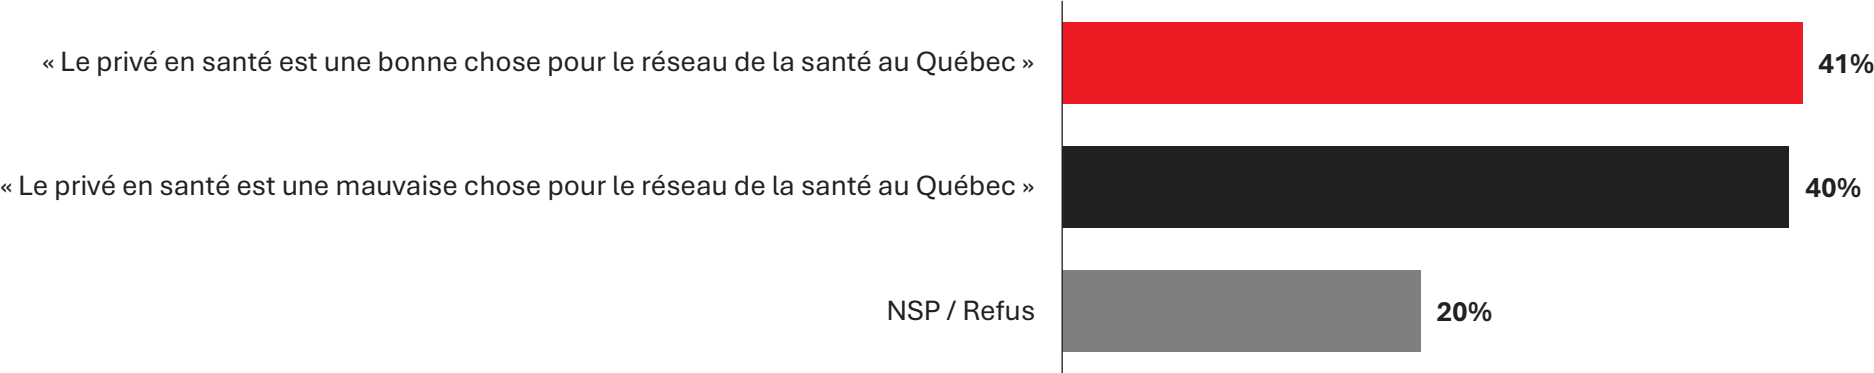 « Le privé en santé est une bonne chose pour le réseau de la santé au Québec » 41%
« Le privé en santé est une mauvaise chose pour le réseau de la santé au Québec » 40%
NSP / Refus 20%